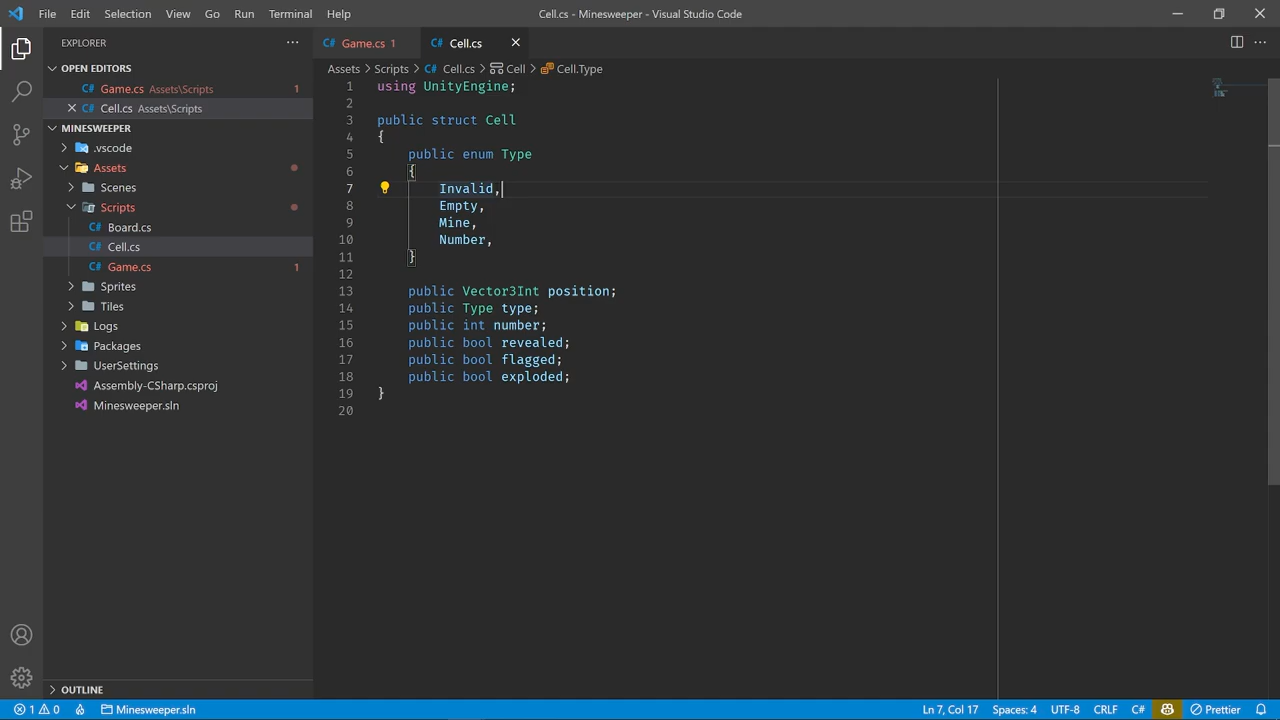 File Edit Selection View Go Run Terminal Help
Cell.cs - Minesweeper - Visual Studio Code
EXPLORER
OPEN EDITORS
Game.cs Assets\Scripts 1
Cell.cs Assets\Scripts
MINESWEEPER
.vscode
Assets
Scenes
Scripts
Board.cs
Cell.cs
Game.cs 1
Sprites
Tiles
Logs
Packages
UserSettings
Assembly-CSharp.csproj
Minesweeper.sln
OUTLINE
Game.cs 1 Cell.cs
Assets > Scripts > Cell.cs > Cell > Cell.Type
1 using UnityEngine;
2
3 public struct Cell
4 {
5 public enum Type
6 {
7 Invalid,
8 Empty,
9 Mine,
10 Number,
11 }
12
13 public Vector3Int position;
14 public Type type;
15 public int number;
16 public bool revealed;
17 public bool flagged;
18 public bool exploded;
19 }
20
1 0 Minesweeper.sln Ln 7, Col 17 Spaces: 4 UTF-8 CRLF C# Prettier